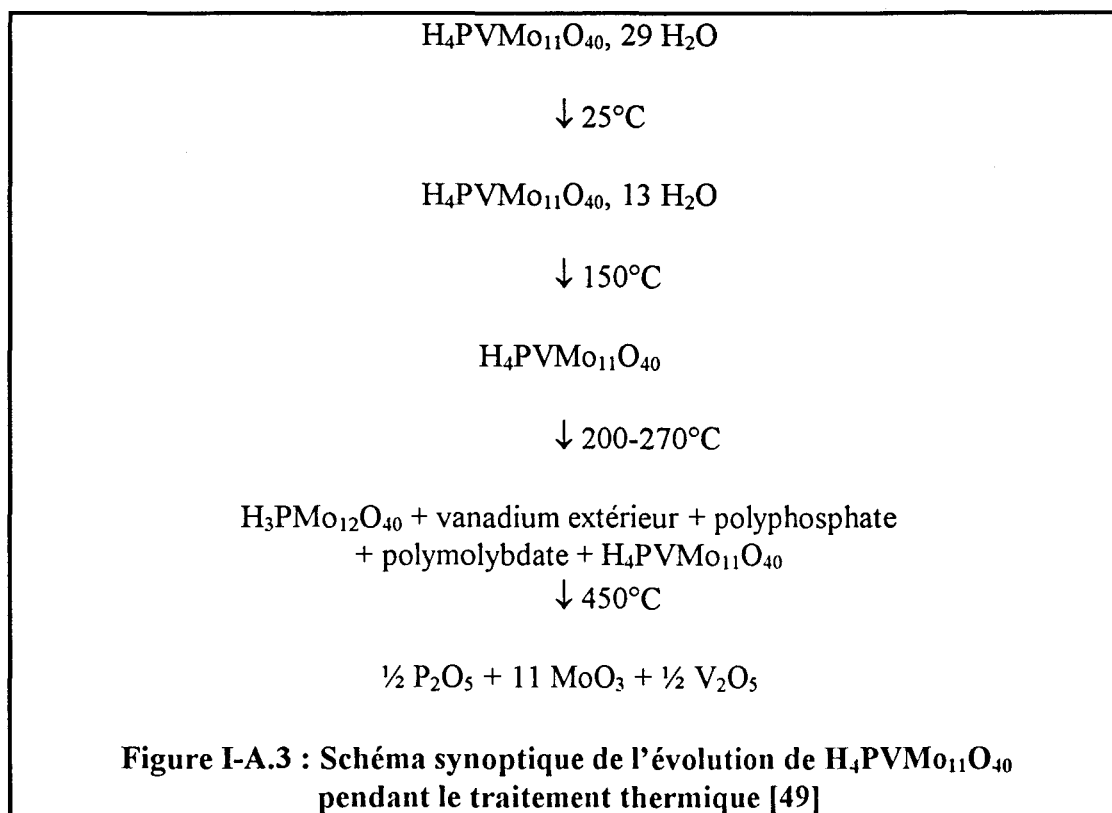 H₄PVMo₁₁O₄₀, 29 H₂O
↓ 25°C
H₄PVMo₁₁O₄₀, 13 H₂O
↓ 150°C
H₄PVMo₁₁O₄₀
↓ 200-270°C
H₃PMo₁₂O₄₀ + vanadium extérieur + polyphosphate
+ polymolybdate + H₄PVMo₁₁O₄₀
↓ 450°C
½ P₂O₅ + 11 MoO₃ + ½ V₂O₅
Figure I-A.3 : Schéma synoptique de l'évolution de H₄PVMo₁₁O₄₀
pendant le traitement thermique [49]